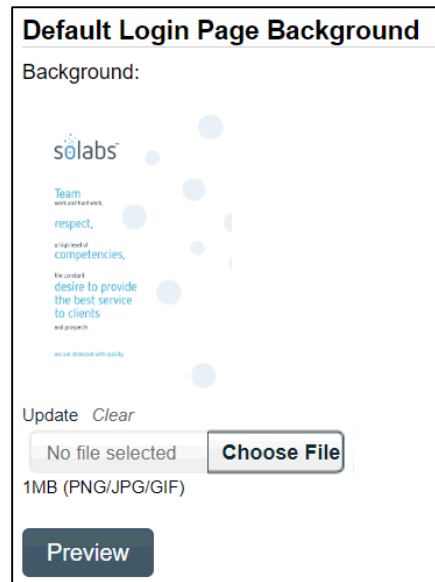 Default Login Page Background
Background:
sølabs™
Team
work and hard work,
respect,
a high level of
competencies,
the constant
desire to provide
the best service
to clients
and prospects
we are obsessed with quality
Update Clear
No file selected Choose File
1MB (PNG/JPG/GIF)
Preview